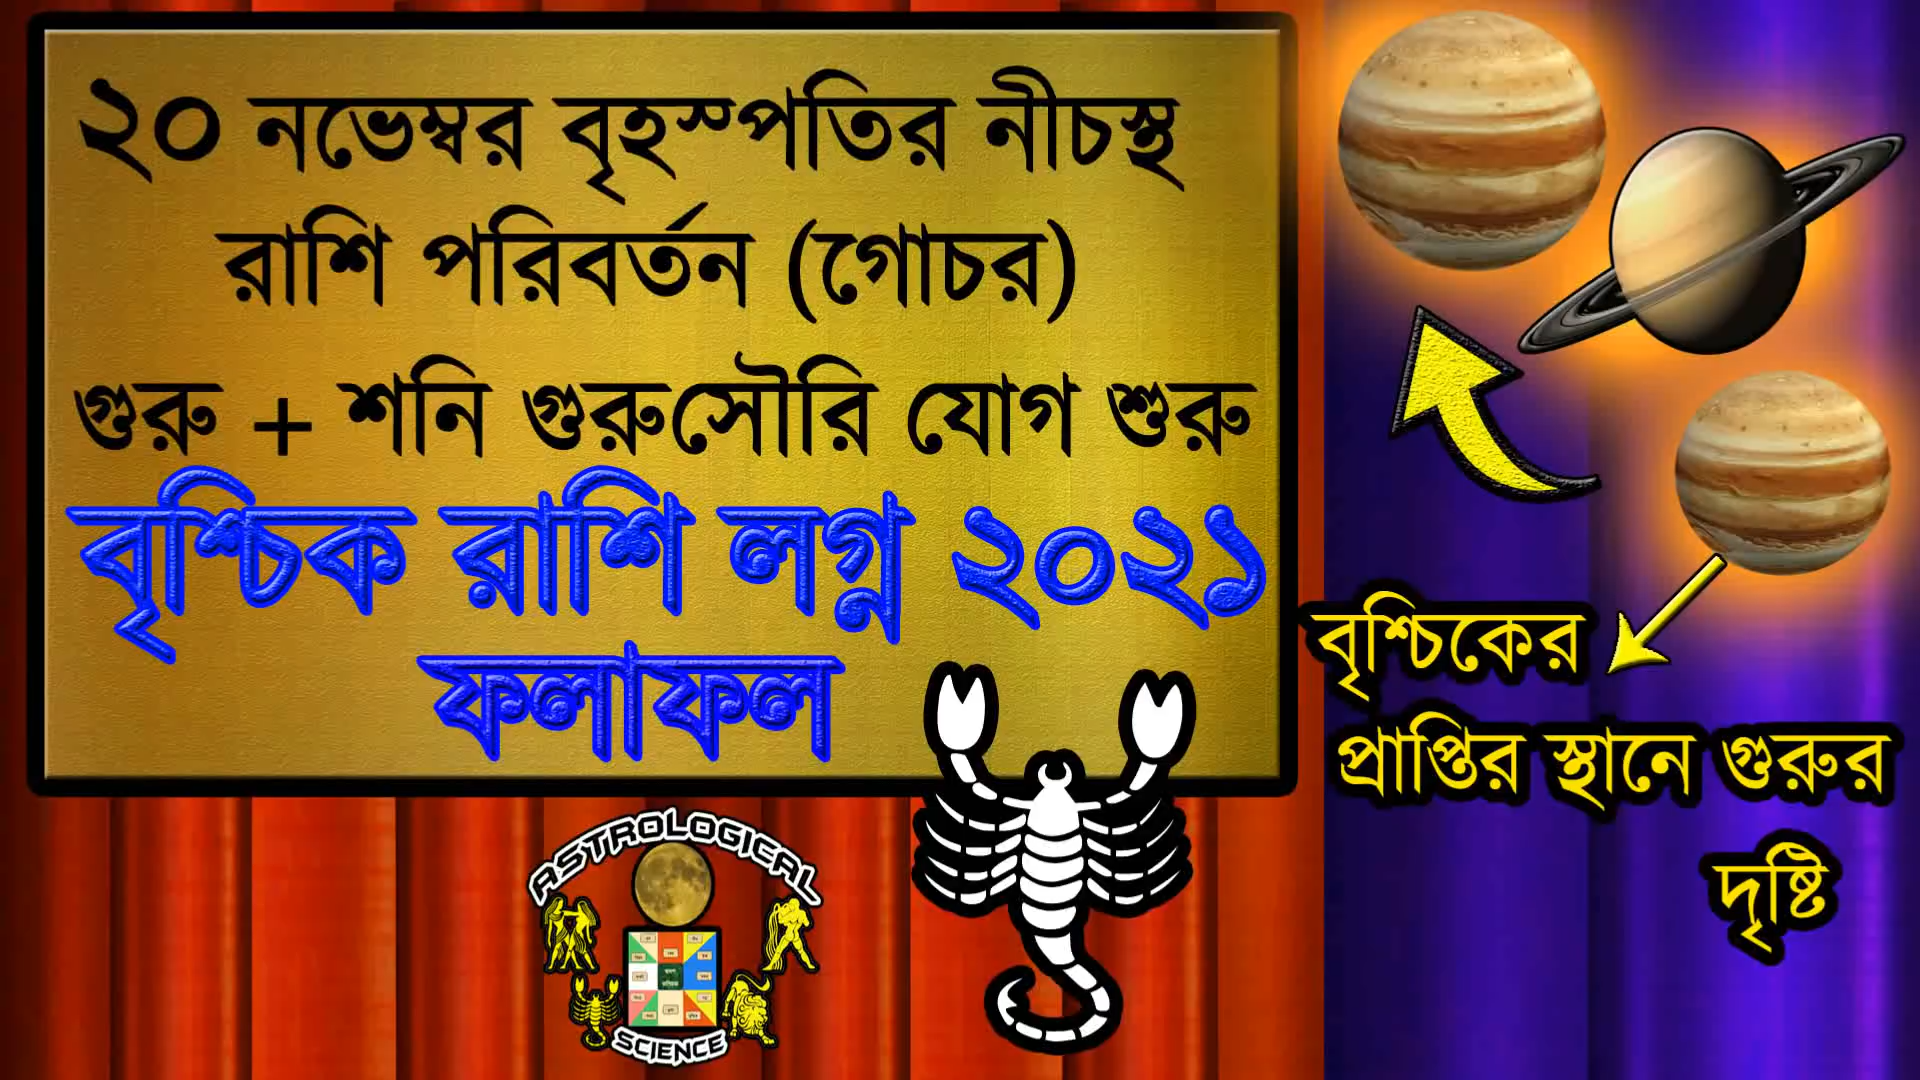 ২০ নভেম্বর বৃহস্পতির নীচস্থ
রাশি পরিবর্তন (গোচর)
গুরু + শনি গুরুসৌরি যোগ শুরু
বৃশ্চিক রাশি লগ্ন ২০২১
ফলাফল
বৃশ্চিকের
প্রাপ্তির স্থানে গুরুর
দৃষ্টি
ASTROLOGICAL
SCIENCE